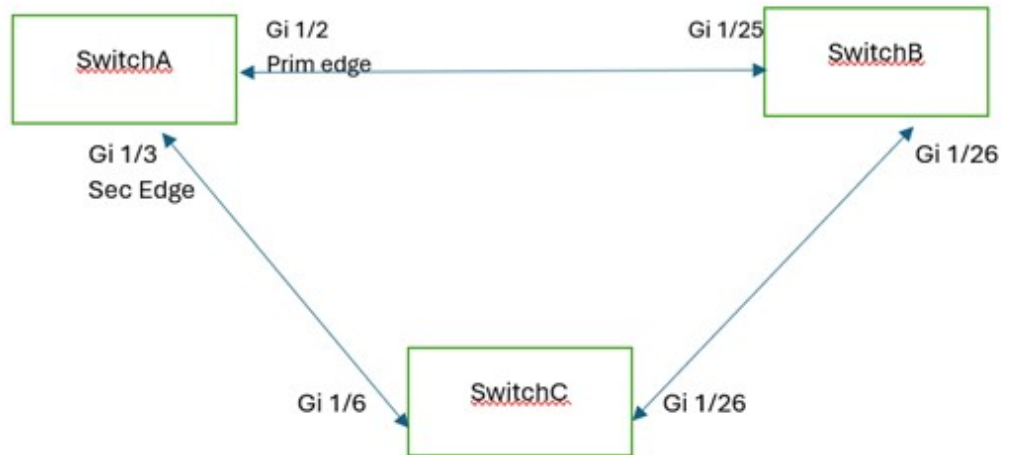 Gi 1/2
Gi 1/25
SwitchA
Prim edge
SwitchB
Gi 1/3
Sec Edge
Gi 1/26
Gi 1/6
SwitchC
Gi 1/26